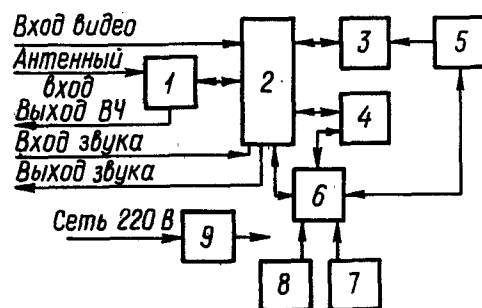 Вход видео
Антенный
вход
Выход ВЧ
Вход звука
Выход звука
Сеть 220 В
1
2
3
4
5
6
7
8
9